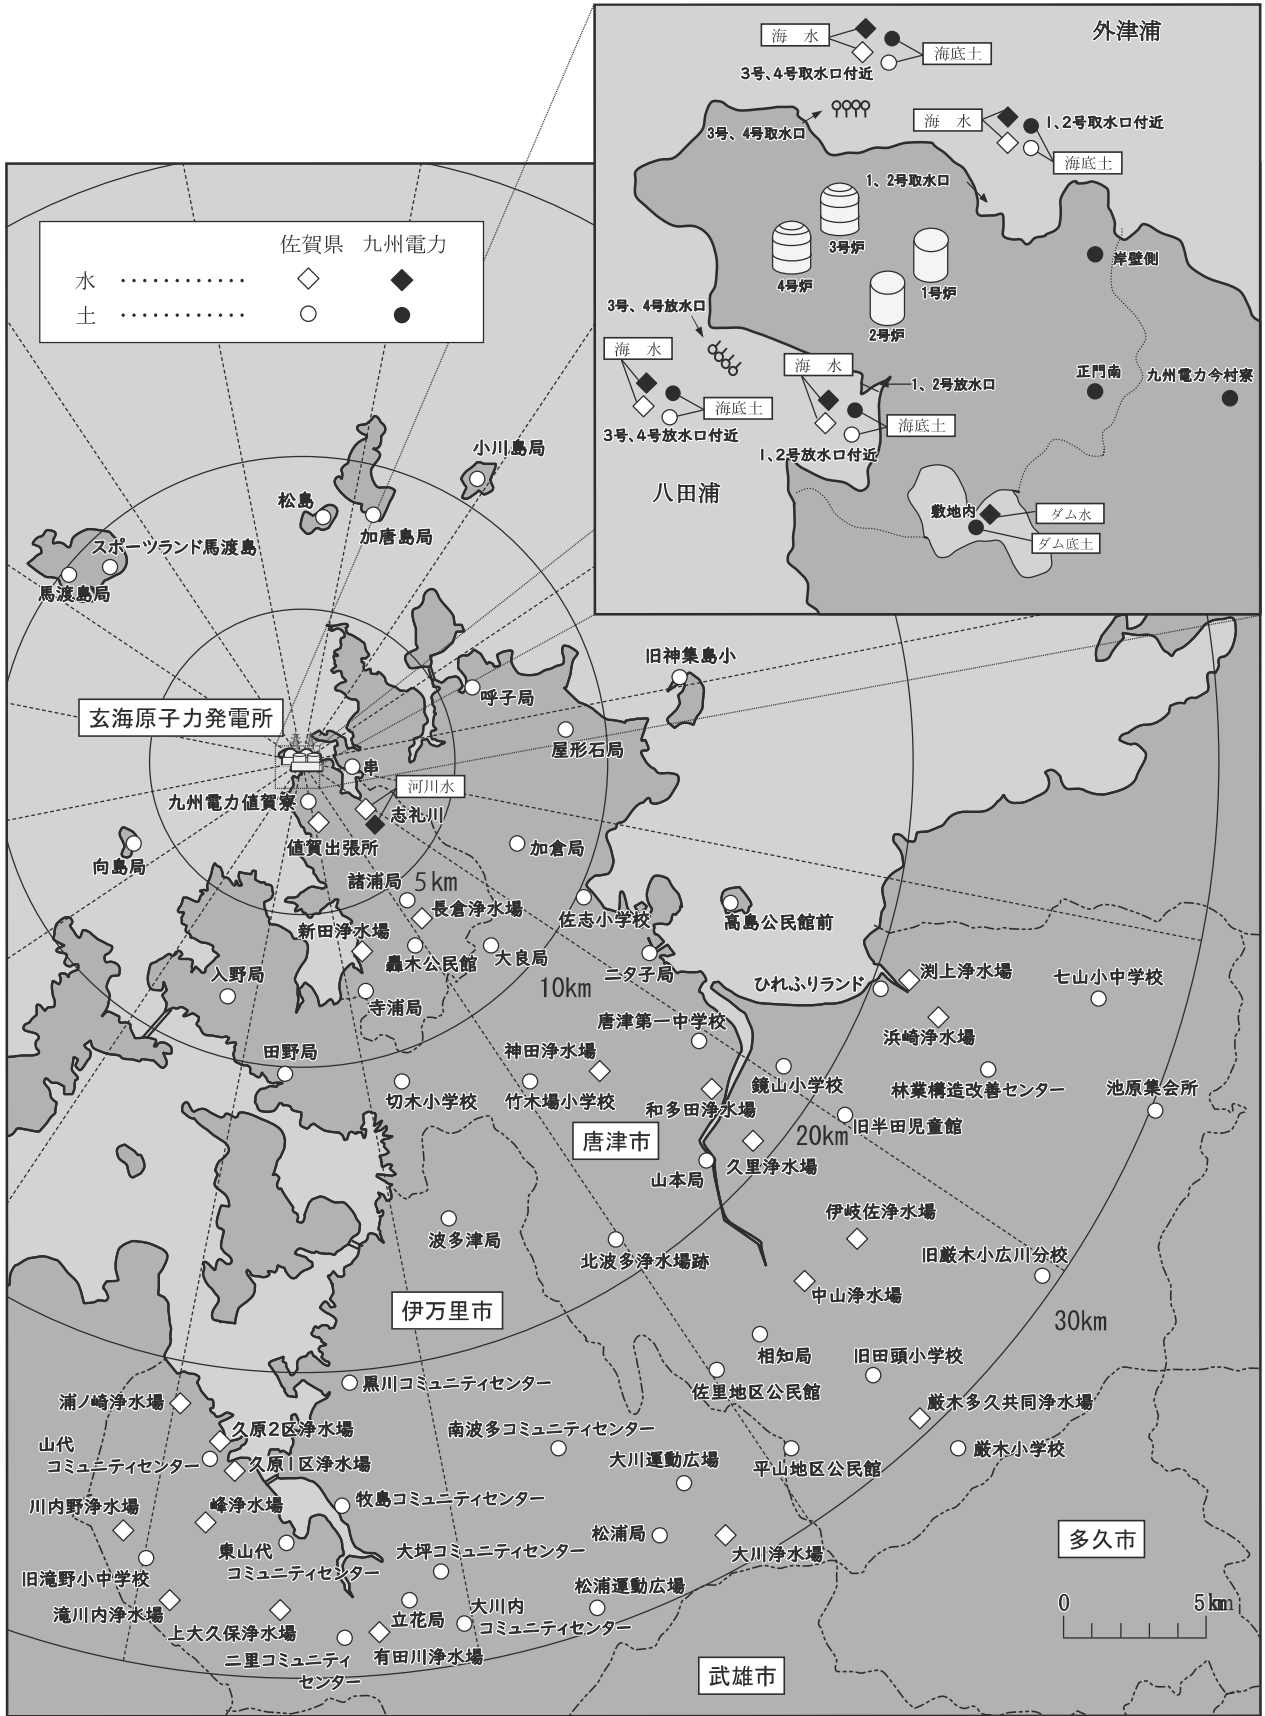 外津浦
海　水
海底土
3号、4号取水口付近
3号、4号取水口
海　水
1、2号取水口付近
海底土
1、2号取水口
3号炉
4号炉
1号炉
2号炉
岸壁側
3号、4号放水口
海　水
海底土
3号、4号放水口付近
海　水
1、2号放水口
海底土
1、2号放水口付近
正門南
九州電力今村寮
八田浦
敷地内
ダム水
ダム底土
佐賀県　九州電力
水 ············
土 ············
小川島局
松島
加唐島局
スポーツランド馬渡島
馬渡島局
旧神集島小
呼子局
玄海原子力発電所
屋形石局
串
河川水
九州電力値賀寮
志礼川
値賀出張所
加倉局
向島局
諸浦局
5km
長倉浄水場
佐志小学校
高島公民館前
新田浄水場
轟木公民館
大良局
二タ子局
入野局
10km
ひれふりランド
渕上浄水場
七山小中学校
寺浦局
唐津第一中学校
浜崎浄水場
田野局
神田浄水場
鏡山小学校
林業構造改善センター
池原集会所
切木小学校
竹木場小学校
和多田浄水場
旧半田児童館
唐津市
20km
久里浄水場
山本局
伊岐佐浄水場
波多津局
北波多浄水場跡
旧厳木小広川分校
中山浄水場
伊万里市
30km
相知局
旧田頭小学校
黒川コミュニティセンター
佐里地区公民館
浦ノ崎浄水場
厳木多久共同浄水場
久原2区浄水場
南波多コミュニティセンター
山代
コミュニティセンター
大川運動広場
平山地区公民館
厳木小学校
久原1区浄水場
川内野浄水場
峰浄水場
牧島コミュニティセンター
松浦局
多久市
東山代
コミュニティセンター
大坪コミュニティセンター
大川浄水場
旧滝野小中学校
松浦運動広場
滝川内浄水場
立花局
大川内
コミュニティセンター
0
5km
上大久保浄水場
二里コミュニティ
センター
有田川浄水場
武雄市